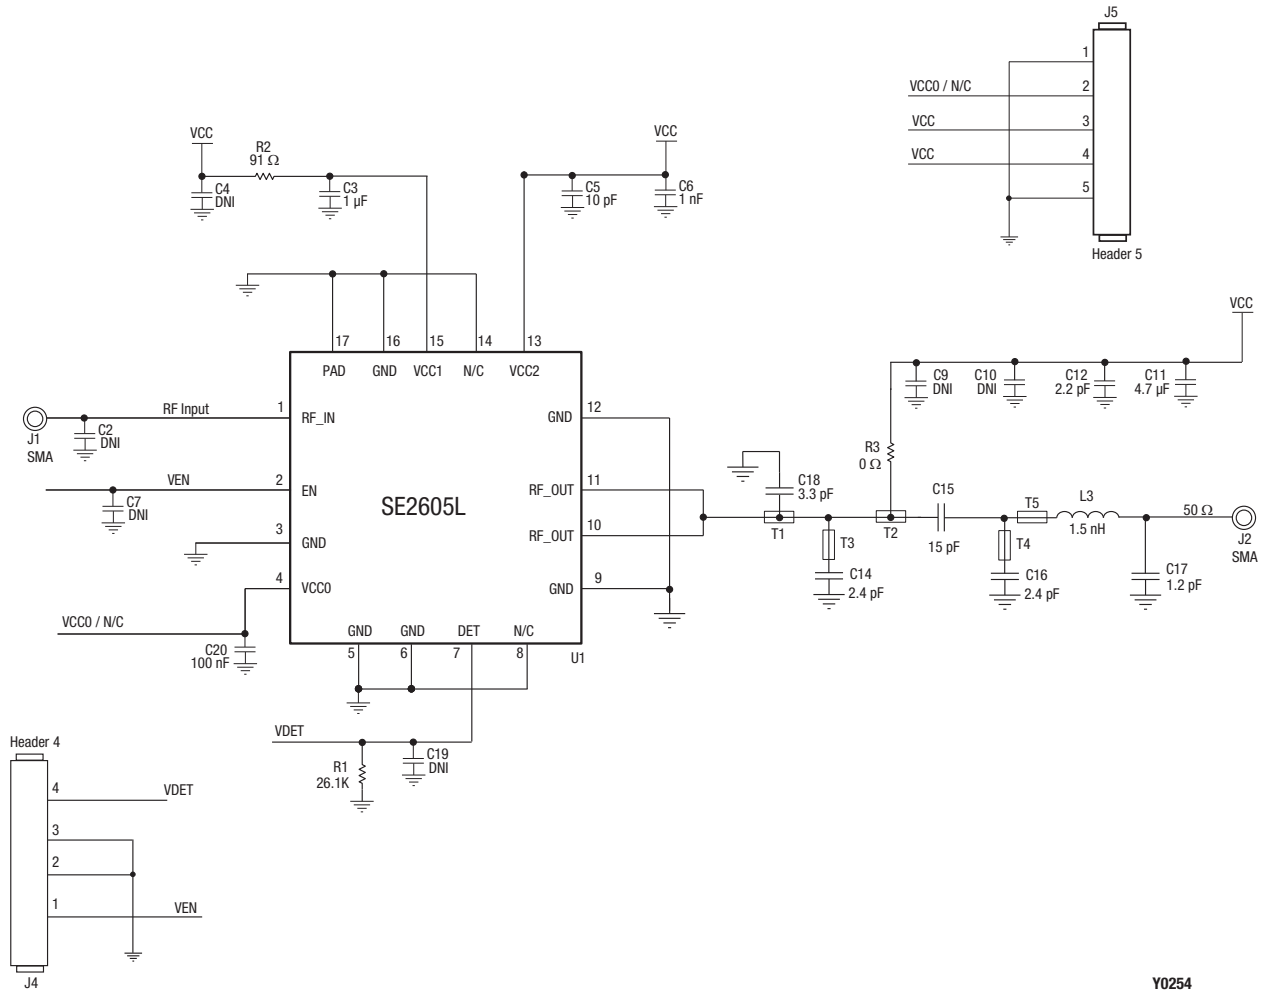 J5
1
VCC0 / N/C
2
VCC
3
VCC
4
5
Header 5
VCC
R2
91 Ω
C4
DNI
C3
1 µF
VCC
C5
10 pF
C6
1 nF
17
16
15
14
13
PAD
GND
VCC1
N/C
VCC2
J1
SMA
C2
DNI
RF Input
1
RF_IN
VEN
2
EN
C7
DNI
3
GND
4
VCC0
VCC0 / N/C
C20
100 nF
SE2605L
GND
12
RF_OUT
11
RF_OUT
10
GND
9
GND
GND
DET
N/C
5
6
7
8
U1
VDET
R1
26.1K
C19
DNI
C18
3.3 pF
T1
T3
C14
2.4 pF
T2
R3
0 Ω
VCC
C9
DNI
C10
DNI
C12
2.2 pF
C11
4.7 µF
C15
15 pF
T5
T4
C16
2.4 pF
L3
1.5 nH
C17
1.2 pF
50 Ω
J2
SMA
Header 4
4
VDET
3
2
1
VEN
J4
Y0254